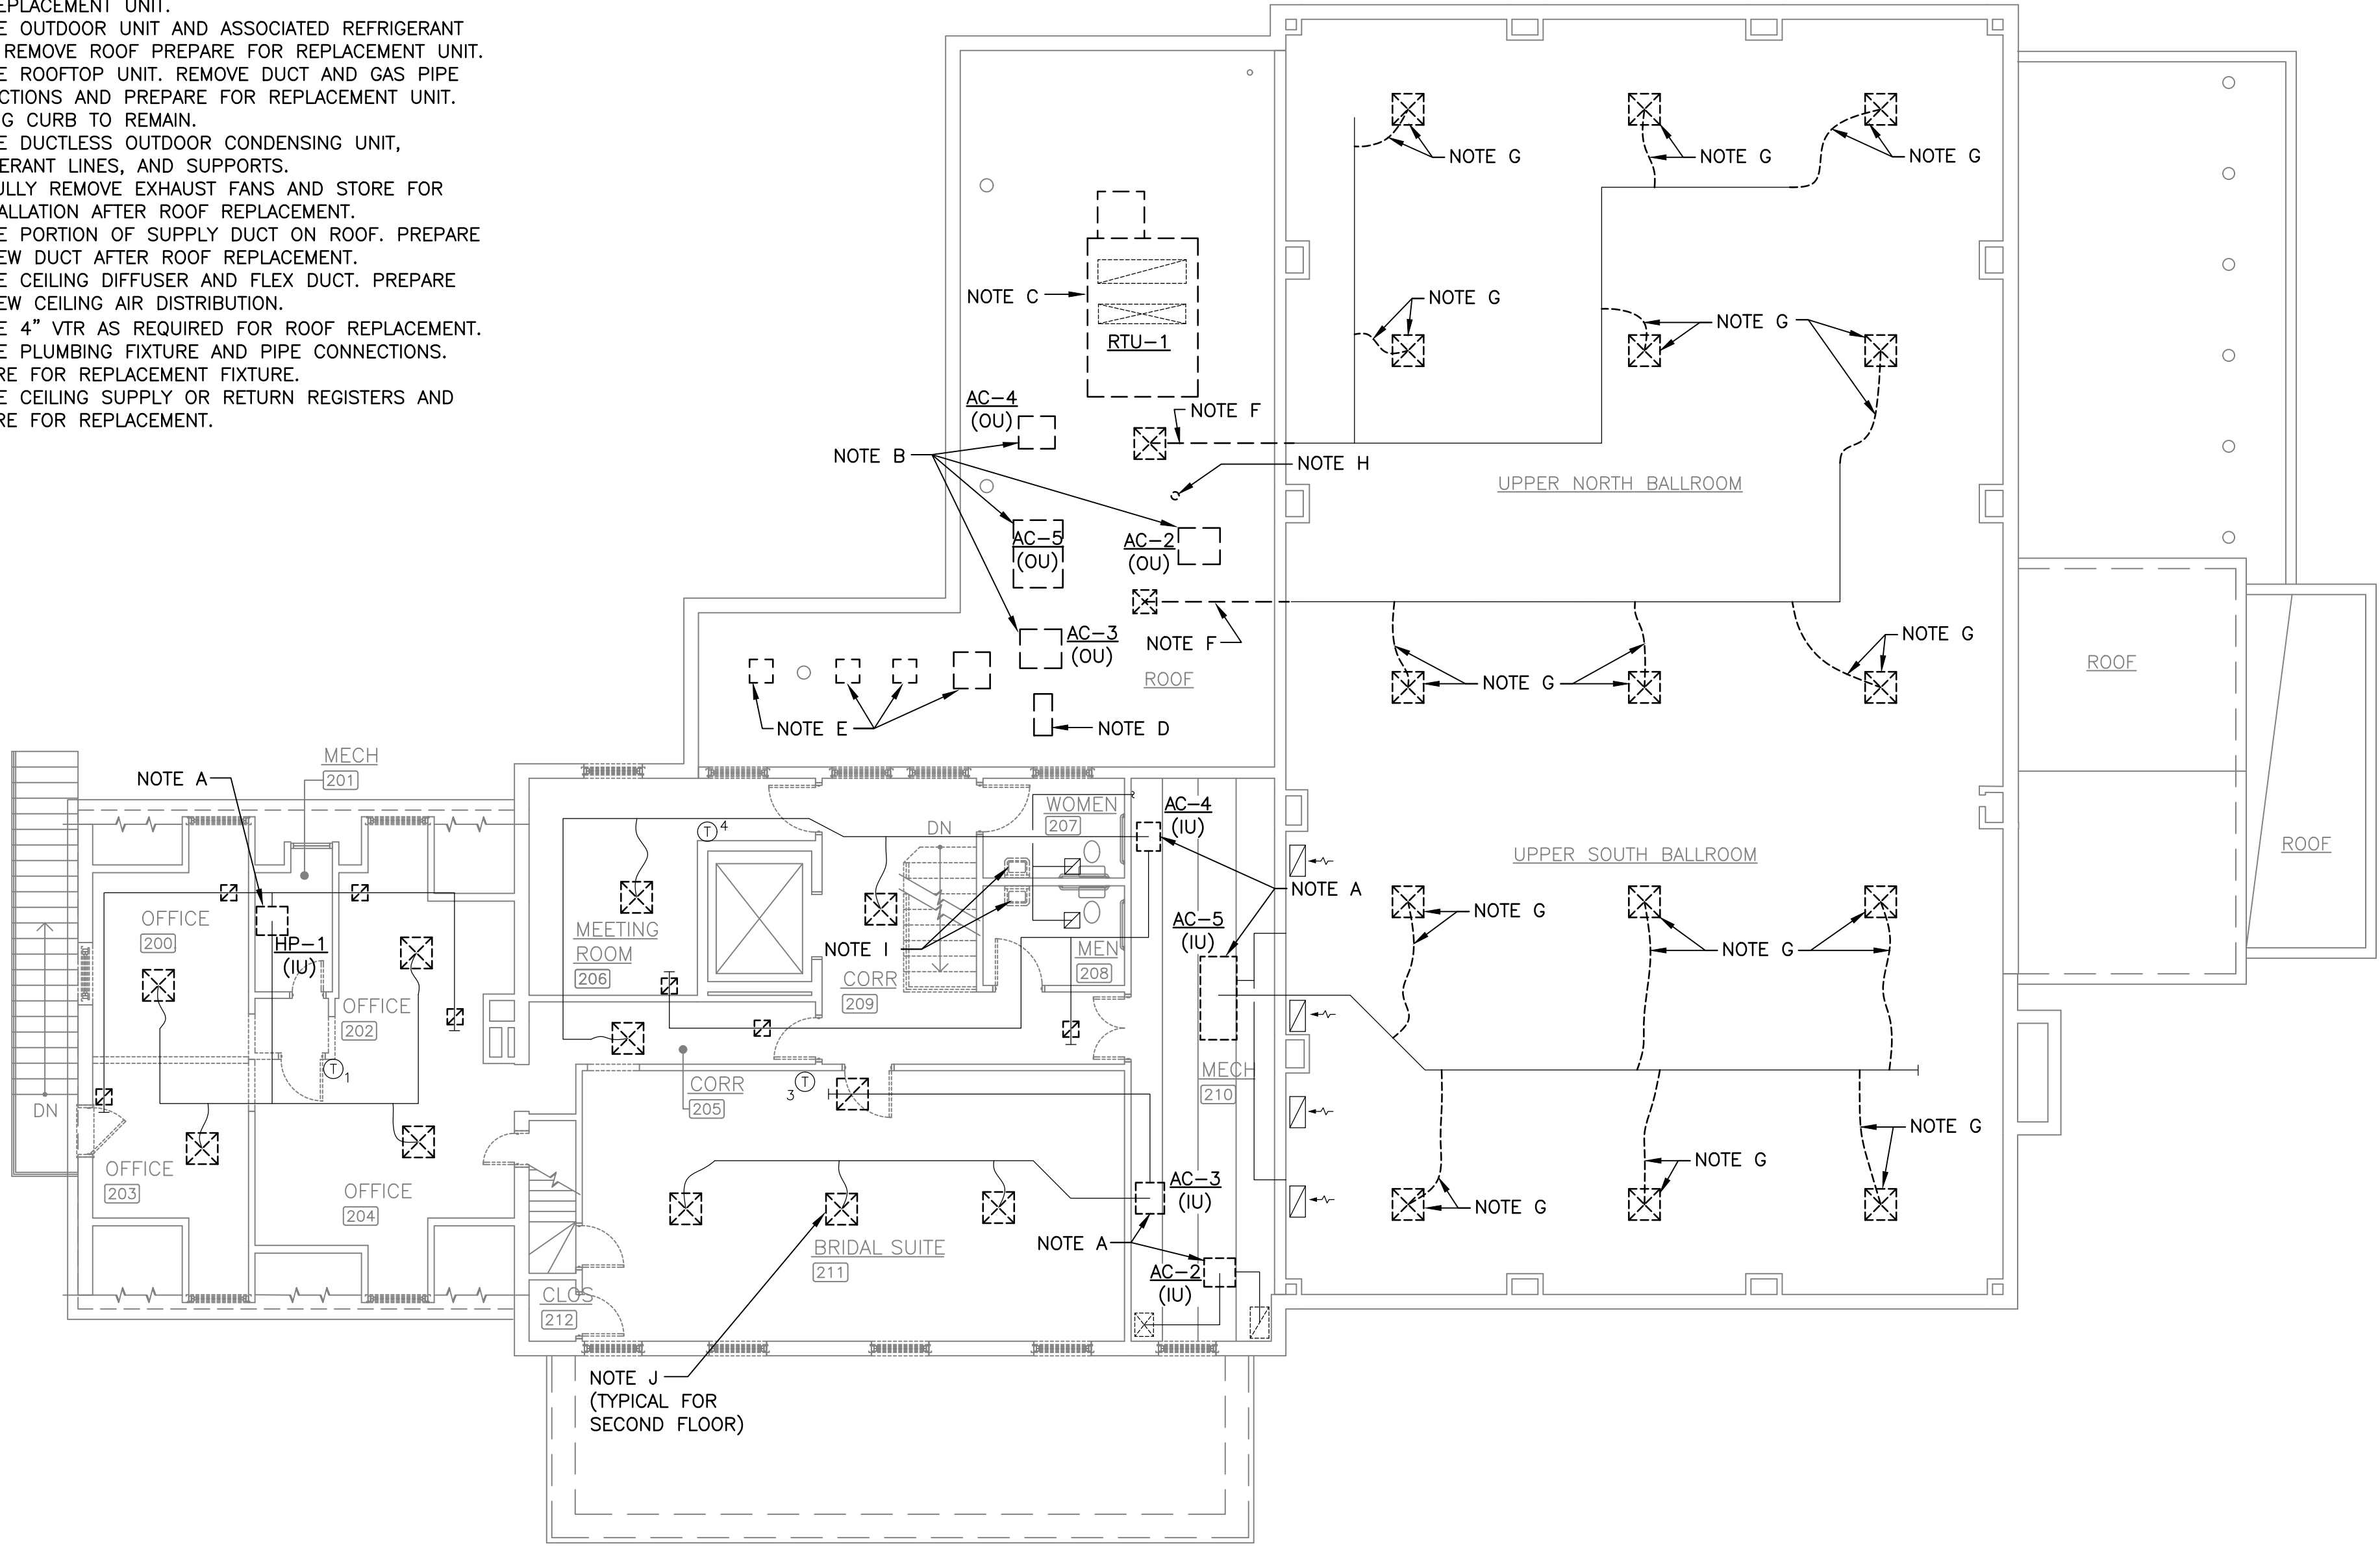 EPLACEMENT UNIT.
E OUTDOOR UNIT AND ASSOCIATED REFRIGERANT
REMOVE ROOF PREPARE FOR REPLACEMENT UNIT.
E ROOFTOP UNIT. REMOVE DUCT AND GAS PIPE
CTIONS AND PREPARE FOR REPLACEMENT UNIT.
G CURB TO REMAIN.
E DUCTLESS OUTDOOR CONDENSING UNIT,
ERANT LINES, AND SUPPORTS.
ULLY REMOVE EXHAUST FANS AND STORE FOR
ALLATION AFTER ROOF REPLACEMENT.
E PORTION OF SUPPLY DUCT ON ROOF. PREPARE
EW DUCT AFTER ROOF REPLACEMENT.
E CEILING DIFFUSER AND FLEX DUCT. PREPARE
EW CEILING AIR DISTRIBUTION.
E 4" VTR AS REQUIRED FOR ROOF REPLACEMENT.
E PLUMBING FIXTURE AND PIPE CONNECTIONS.
RE FOR REPLACEMENT FIXTURE.
E CEILING SUPPLY OR RETURN REGISTERS AND
RE FOR REPLACEMENT.
NOTE G
NOTE G
NOTE G
NOTE C
NOTE G
NOTE G
RTU-1
AC-4
(OU)
NOTE F
NOTE B
NOTE H
UPPER NORTH BALLROOM
AC-5
(OU)
AC-2
(OU)
AC-3
(OU)
NOTE F
NOTE G
ROOF
ROOF
NOTE G
NOTE E
NOTE D
MECH
201
NOTE A
WOMEN
207
AC-4
(IU)
T 4
DN
UPPER SOUTH BALLROOM
ROOF
NOTE A
OFFICE
200
HP-1
(IU)
MEETING
ROOM
206
NOTE I
CORR
209
MEN
208
AC-5
(IU)
NOTE G
NOTE G
OFFICE
202
T 1
DN
CORR
205
T
3
MECH
210
NOTE G
NOTE G
NOTE G
OFFICE
203
OFFICE
204
AC-3
(IU)
NOTE A
BRIDAL SUITE
211
AC-2
(IU)
CLOS
212
NOTE J
(TYPICAL FOR
SECOND FLOOR)